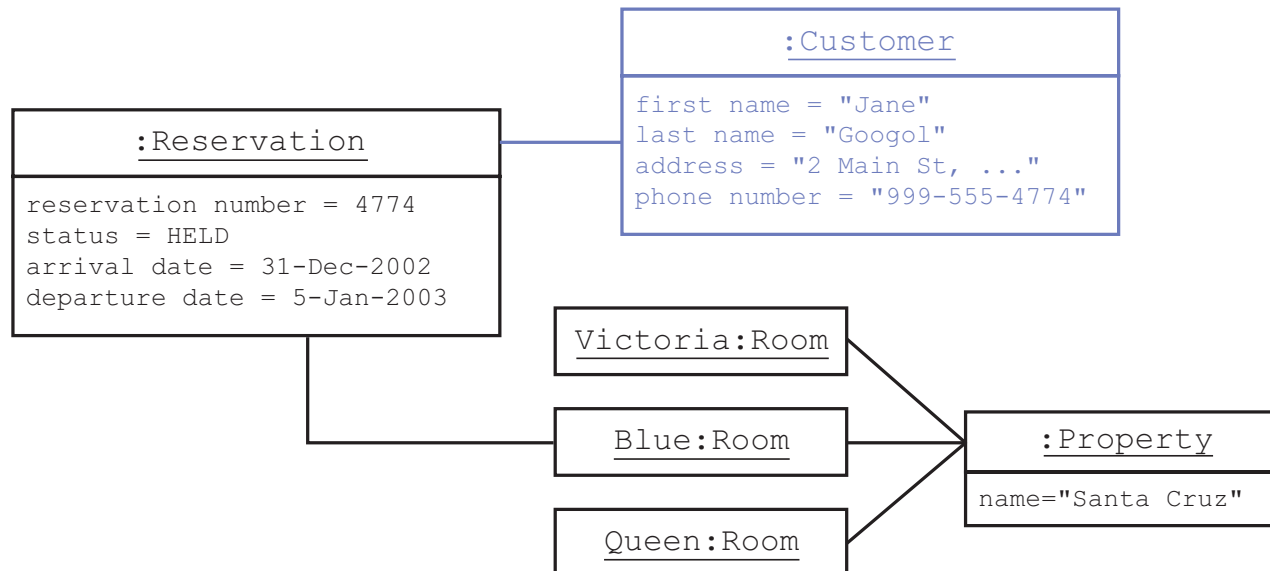 :Customer
first name = "Jane"
last name = "Googol"
address = "2 Main St, ..."
phone number = "999-555-4774"
:Reservation
reservation number = 4774
status = HELD
arrival date = 31-Dec-2002
departure date = 5-Jan-2003
Victoria:Room
Blue:Room
Queen:Room
:Property
name="Santa Cruz"